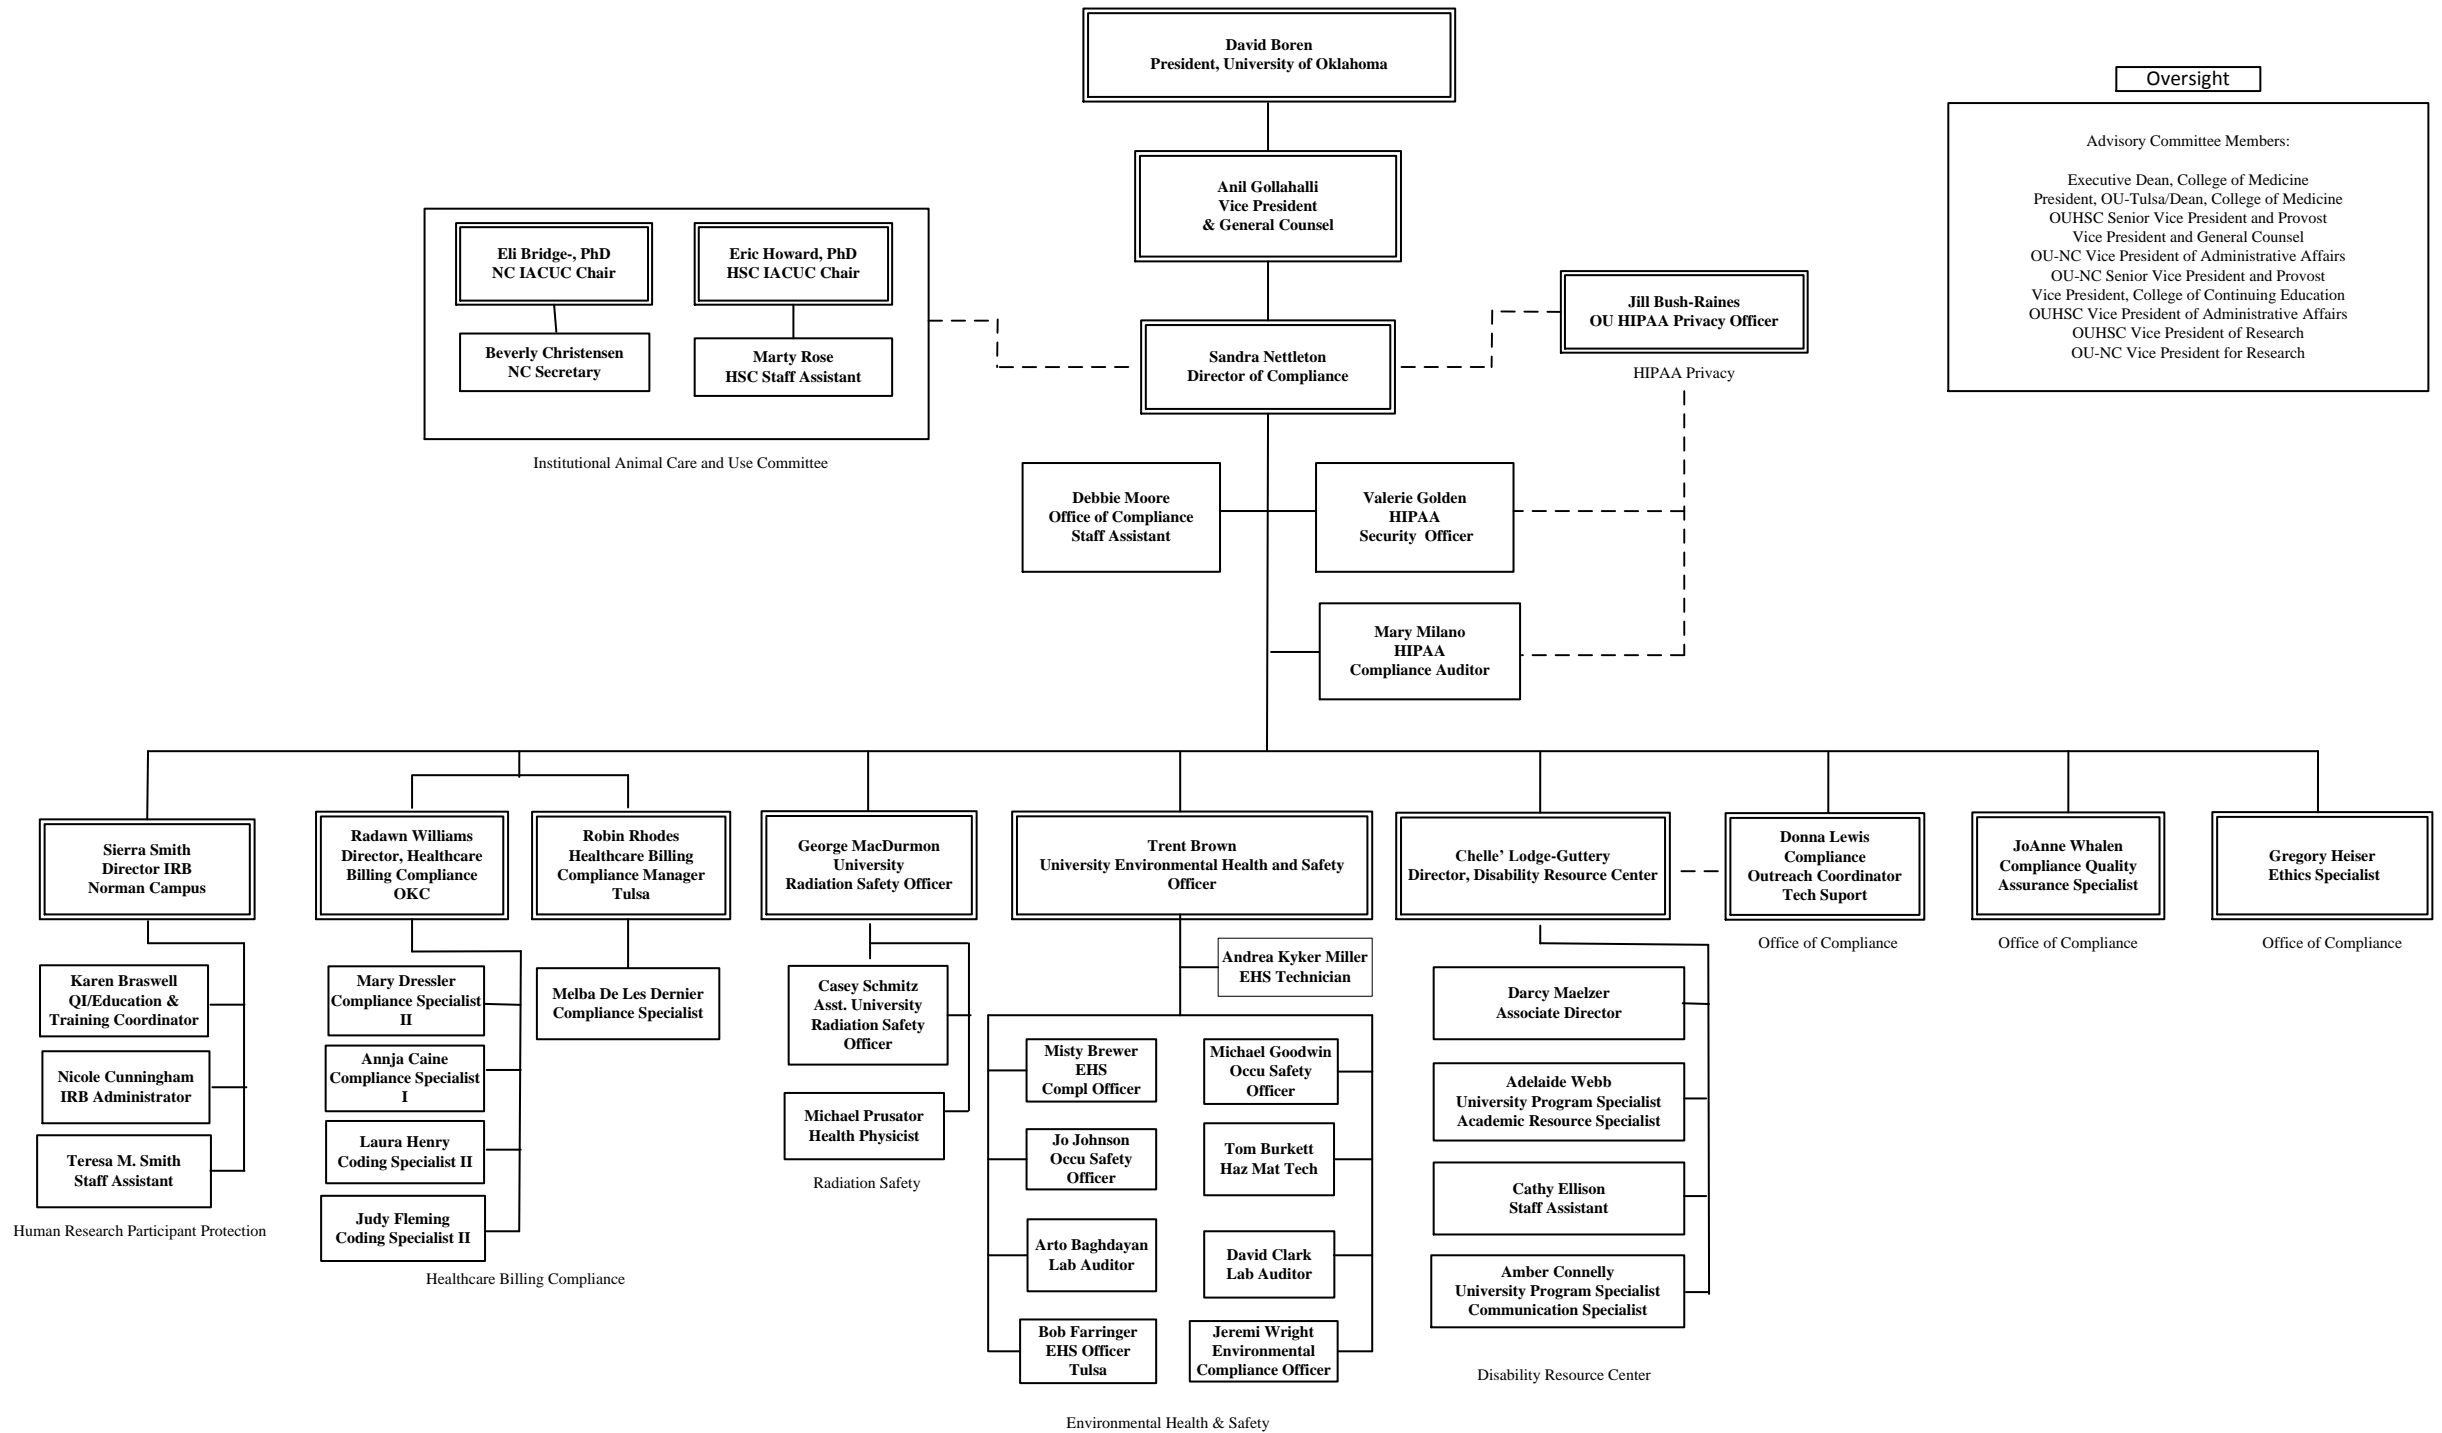 David Boren
President, University of Oklahoma
Oversight
Advisory Committee Members:
Executive Dean, College of Medicine
President, OU-Tulsa/Dean, College of Medicine
OUHSC Senior Vice President and Provost
Vice President and General Counsel
OU-NC Vice President of Administrative Affairs
OU-NC Senior Vice President and Provost
Vice President, College of Continuing Education
OUHSC Vice President of Administrative Affairs
OUHSC Vice President of Research
OU-NC Vice President for Research
Anil Gollahalli
Vice President
& General Counsel
Eli Bridge-, PhD
NC IACUC Chair
Eric Howard, PhD
HSC IACUC Chair
Beverly Christensen
NC Secretary
Marty Rose
HSC Staff Assistant
Institutional Animal Care and Use Committee
Jill Bush-Raines
OU HIPAA Privacy Officer
HIPAA Privacy
Sandra Nettleton
Director of Compliance
Debbie Moore
Office of Compliance
Staff Assistant
Valerie Golden
HIPAA
Security  Officer
Mary Milano
HIPAA
Compliance Auditor
Sierra Smith
Director IRB
Norman Campus
Karen Braswell
QI/Education &
Training Coordinator
Nicole Cunningham
IRB Administrator
Teresa M. Smith
Staff Assistant
Human Research Participant Protection
Radawn Williams
Director, Healthcare
Billing Compliance
OKC
Mary Dressler
Compliance Specialist
II
Annja Caine
Compliance Specialist
I
Laura Henry
Coding Specialist II
Judy Fleming
Coding Specialist II
Robin Rhodes
Healthcare Billing
Compliance Manager
Tulsa
Melba De Les Dernier
Compliance Specialist
Healthcare Billing Compliance
George MacDurmon
University
Radiation Safety Officer
Casey Schmitz
Asst. University
Radiation Safety
Officer
Michael Prusator
Health Physicist
Radiation Safety
Trent Brown
University Environmental Health and Safety
Officer
Andrea Kyker Miller
EHS Technician
Misty Brewer
EHS
Compl Officer
Jo Johnson
Occu Safety
Officer
Arto Baghdayan
Lab Auditor
Bob Farringer
EHS Officer
Tulsa
Michael Goodwin
Occu Safety
Officer
Tom Burkett
Haz Mat Tech
David Clark
Lab Auditor
Jeremi Wright
Environmental
Compliance Officer
Environmental Health & Safety
Chelle’ Lodge-Guttery
Director, Disability Resource Center
Darcy Maelzer
Associate Director
Adelaide Webb
University Program Specialist
Academic Resource Specialist
Cathy Ellison
Staff Assistant
Amber Connelly
University Program Specialist
Communication Specialist
Disability Resource Center
Donna Lewis
Compliance
Outreach Coordinator
Tech Suport
Office of Compliance
JoAnne Whalen
Compliance Quality
Assurance Specialist
Office of Compliance
Gregory Heiser
Ethics Specialist
Office of Compliance